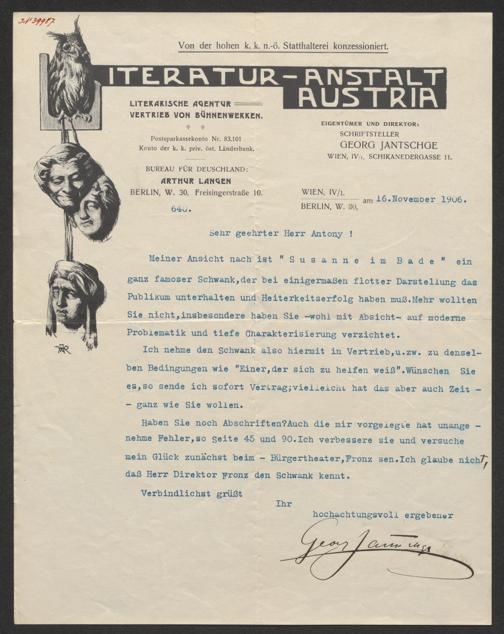 Von der hohen k. k. n.-ö. Statthalterei konzessioniert.
LITERATUR-ANSTALT
AUSTRIA
LITERARISCHE AGENTUR
VERTRIEB VON BÜHNENWERKEN.
Postsparkassekonto Nr. 83.101
Konto der k. k. priv. öst. Länderbank.
BUREAU FÜR DEUTSCHLAND:
ARTHUR LANGEN
BERLIN, W. 30, Freisingerstraße 10.
640.
EIGENTÜMER UND DIREKTOR:
SCHRIFTSTELLER
GEORG JANTSCHGE
WIEN, IV/1, SCHIKANEDERGASSE 11.
WIEN, IV/1.
BERLIN, W. 30, am 16.November 1906.
Sehr geehrter Herr Antony !
Meiner Ansicht nach ist " S u s a n n e  i m  B a d e " ein
ganz famoser Schwank,der bei einigermaßen flotter Darstellung das
Publikum unterhalten und Heiterkeitserfolg haben muß.Mehr wollten
Sie nicht,insbesondere haben Sie -wohl mit Absicht- auf moderne
Problematik und tiefe Charakterisierung verzichtet.
Ich nehme den Schwank also hiermit in Vertrieb,u.zw. zu densel-
ben Bedingungen wie "Einer,der sich zu helfen weiß".Wünschen Sie
es,so sende ich sofort Vertrag;vielleicht hat das aber auch Zeit -
- ganz wie Sie wollen.
Haben Sie noch Abschriften?Auch die mir vorgelegte hat unange -
nehme Fehler,so Seite 45 und 90.Ich verbessere sie und versuche
mein Glück zunächst beim - Bürgertheater,Fronz sen.Ich glaube nicht,
daß Herr Direktor Fronz den Schwank kennt.
Verbindlichst grüßt
Ihr
hochachtungsvoll ergebener
Georg Jantschge